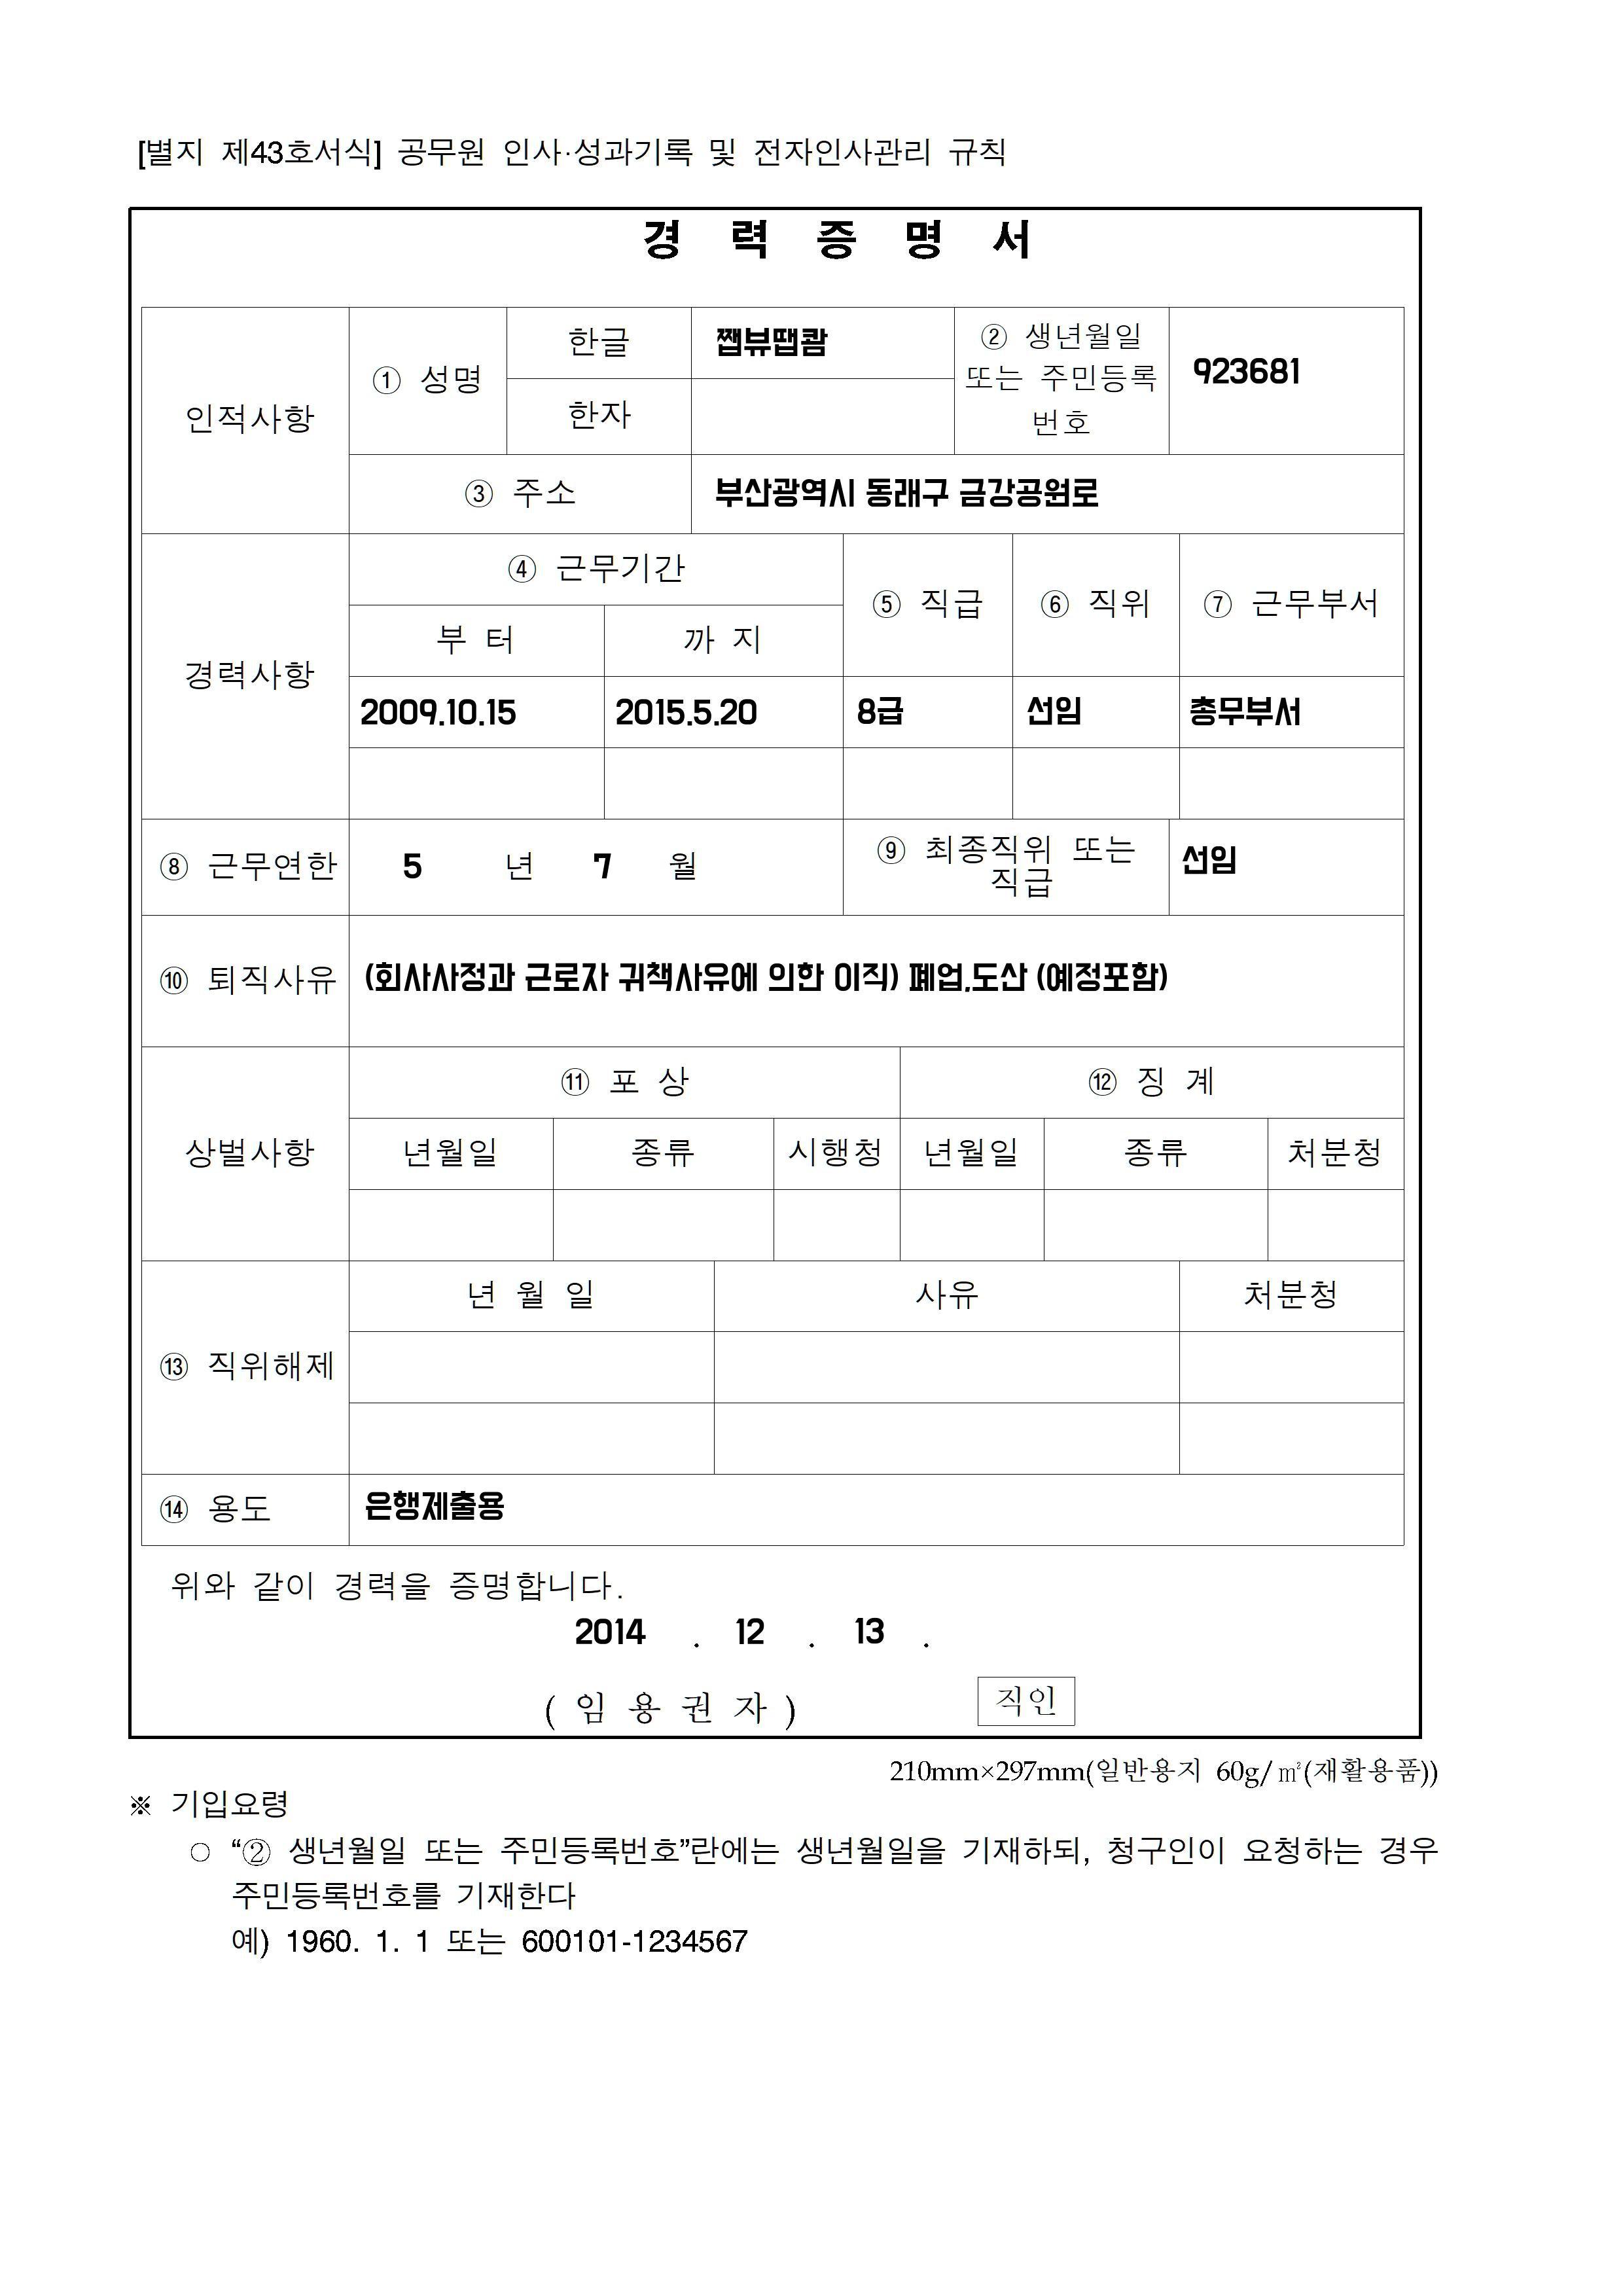 [별지 제43호서식] 공무원 인사·성과기록 및 전자인사관리 규칙
경 력 증 명 서
인적사항
① 성명
한글
쨉뷰땝쾀
② 생년월일
또는 주민등록
번호
923681
한자
③ 주소
부산광역시 동래구 금강공원로
경력사항
④ 근무기간
⑤ 직급
⑥ 직위
⑦ 근무부서
부 터
까 지
2009.10.15
2015.5.20
8급
선임
총무부서
⑧ 근무연한
5 년 7 월
⑨ 최종직위 또는
직급
선임
⑩ 퇴직사유
(회사사정과 근로자 귀책사유에 의한 이직) 폐업,도산 (예정포함)
상벌사항
⑪ 포 상
⑫ 징 계
년월일
종류
시행청
년월일
종류
처분청
⑬ 직위해제
년 월 일
사유
처분청
⑭ 용도
은행제출용
위와 같이 경력을 증명합니다.
2014 . 12 . 13 .
( 임 용 권 자 )
직인
210mm×297mm(일반용지 60g/㎡(재활용품))
※ 기입요령
○ “② 생년월일 또는 주민등록번호”란에는 생년월일을 기재하되, 청구인이 요청하는 경우
주민등록번호를 기재한다
예) 1960. 1. 1 또는 600101-1234567